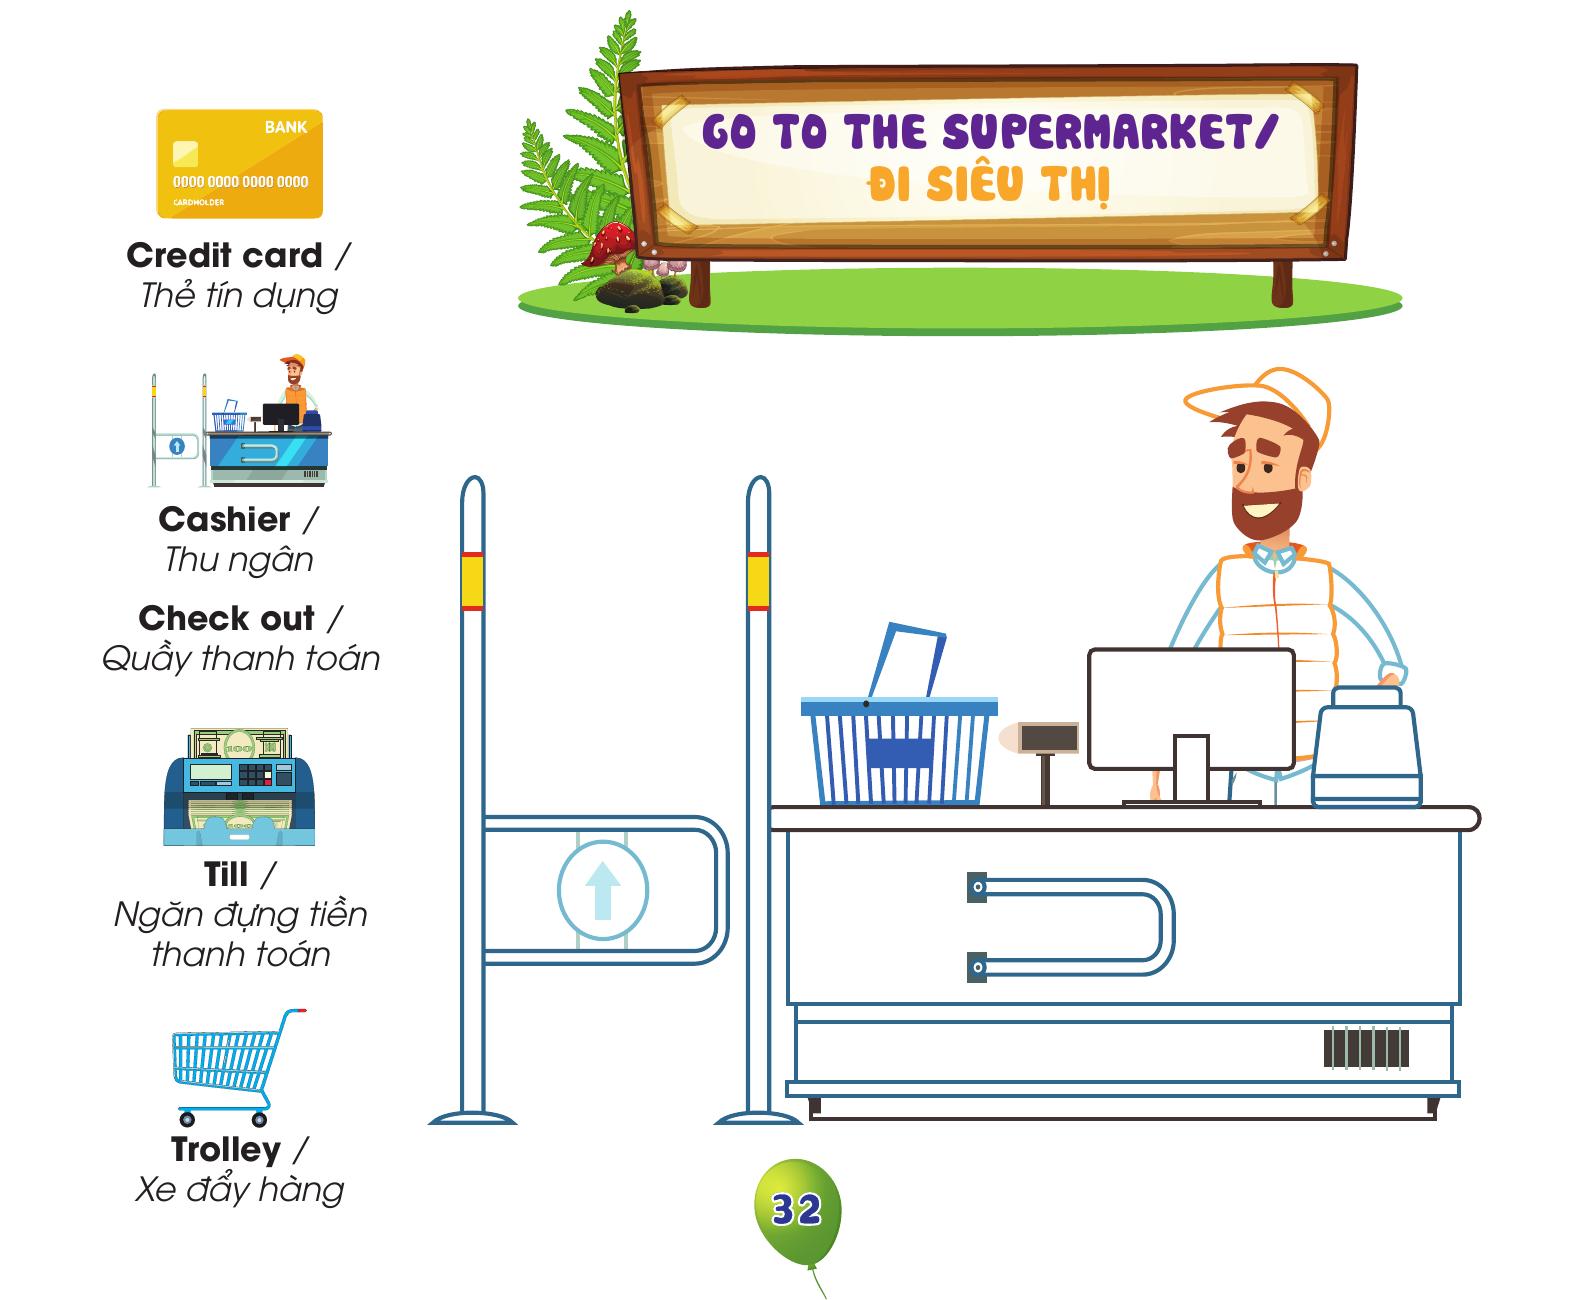 GO TO THE SUPERMARKET/
ĐI SIÊU THỊ
BANK
0000 0000 0000 0000
CARDHOLDER
Credit card /
Thẻ tín dụng
Cashier /
Thu ngân
Check out /
Quầy thanh toán
100
Till /
Ngăn đựng tiền
thanh toán
Trolley /
Xe đẩy hàng
32